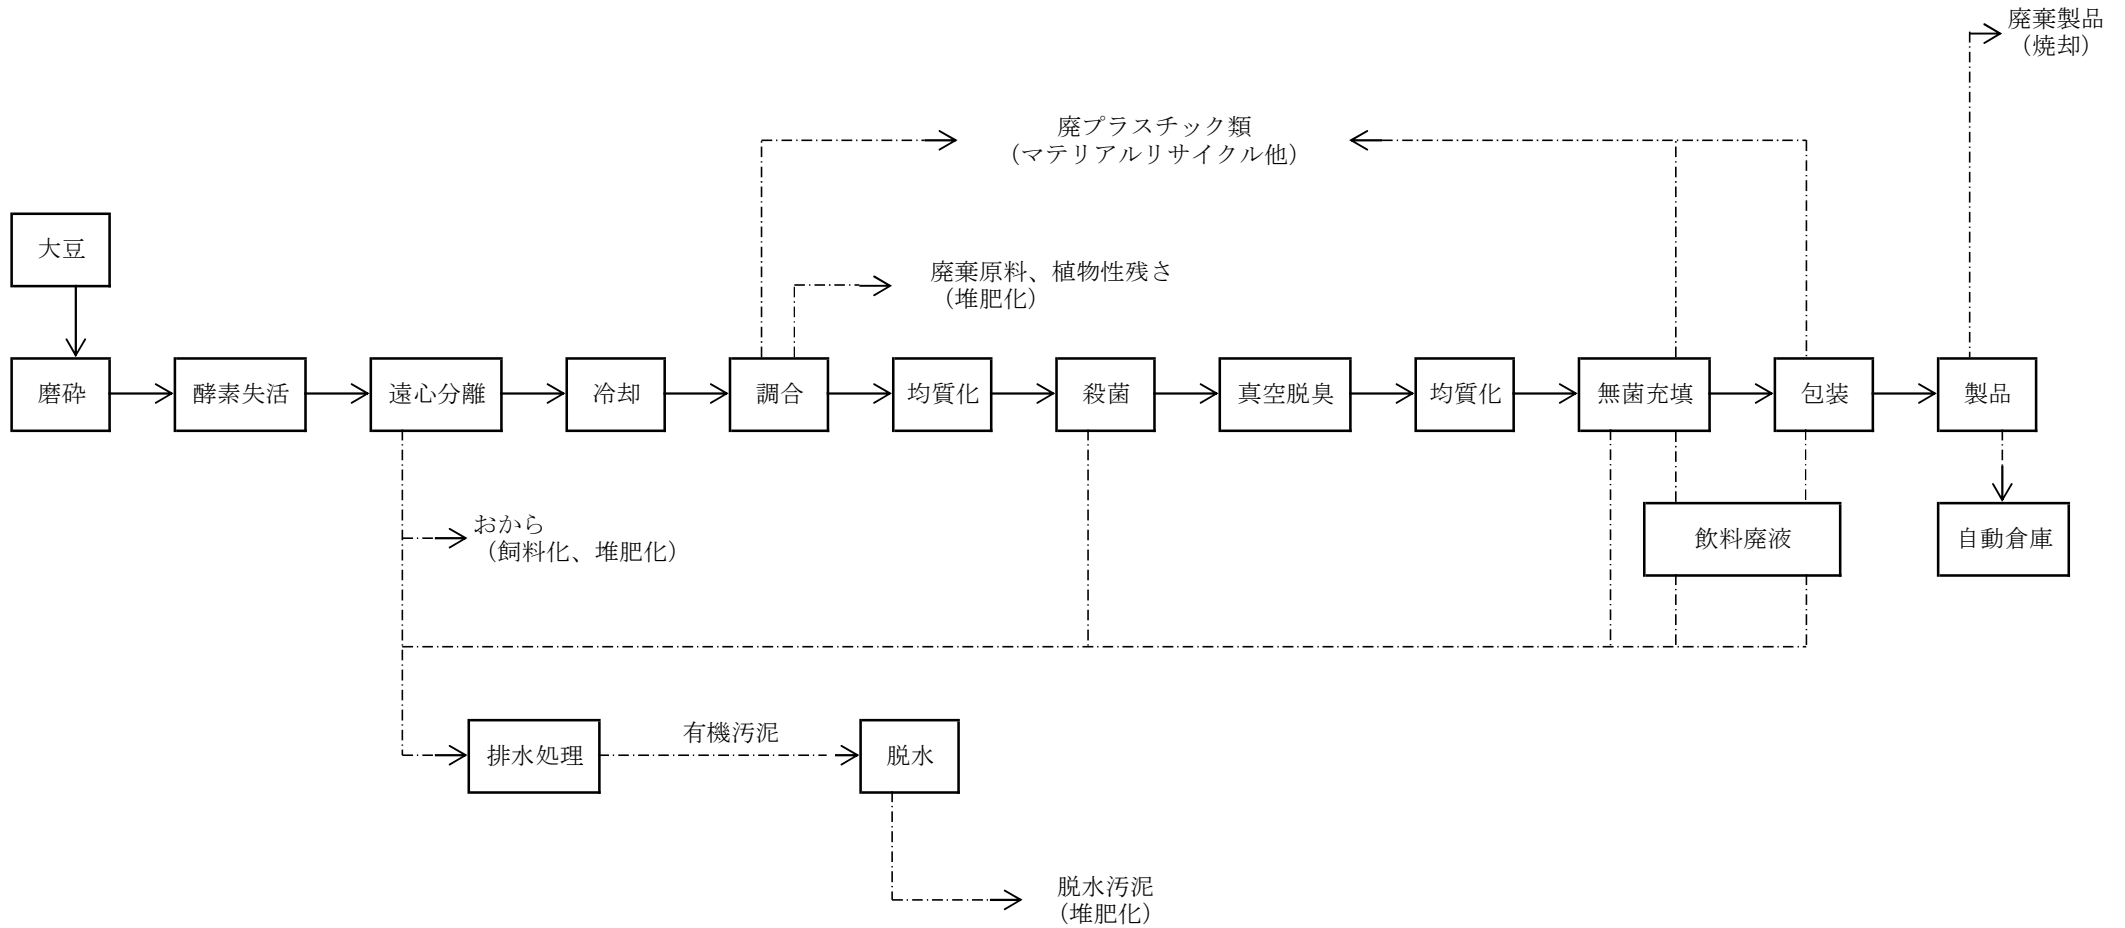 廃棄製品
（焼却）
廃プラスチック類
（マテリアルリサイクル他）
大豆
廃棄原料、植物性残さ
（堆肥化）
磨砕
酵素失活
遠心分離
冷却
調合
均質化
殺菌
真空脱臭
均質化
無菌充填
包装
製品
おから
（飼料化、堆肥化）
飲料廃液
自動倉庫
排水処理
有機汚泥
脱水
脱水汚泥
（堆肥化）